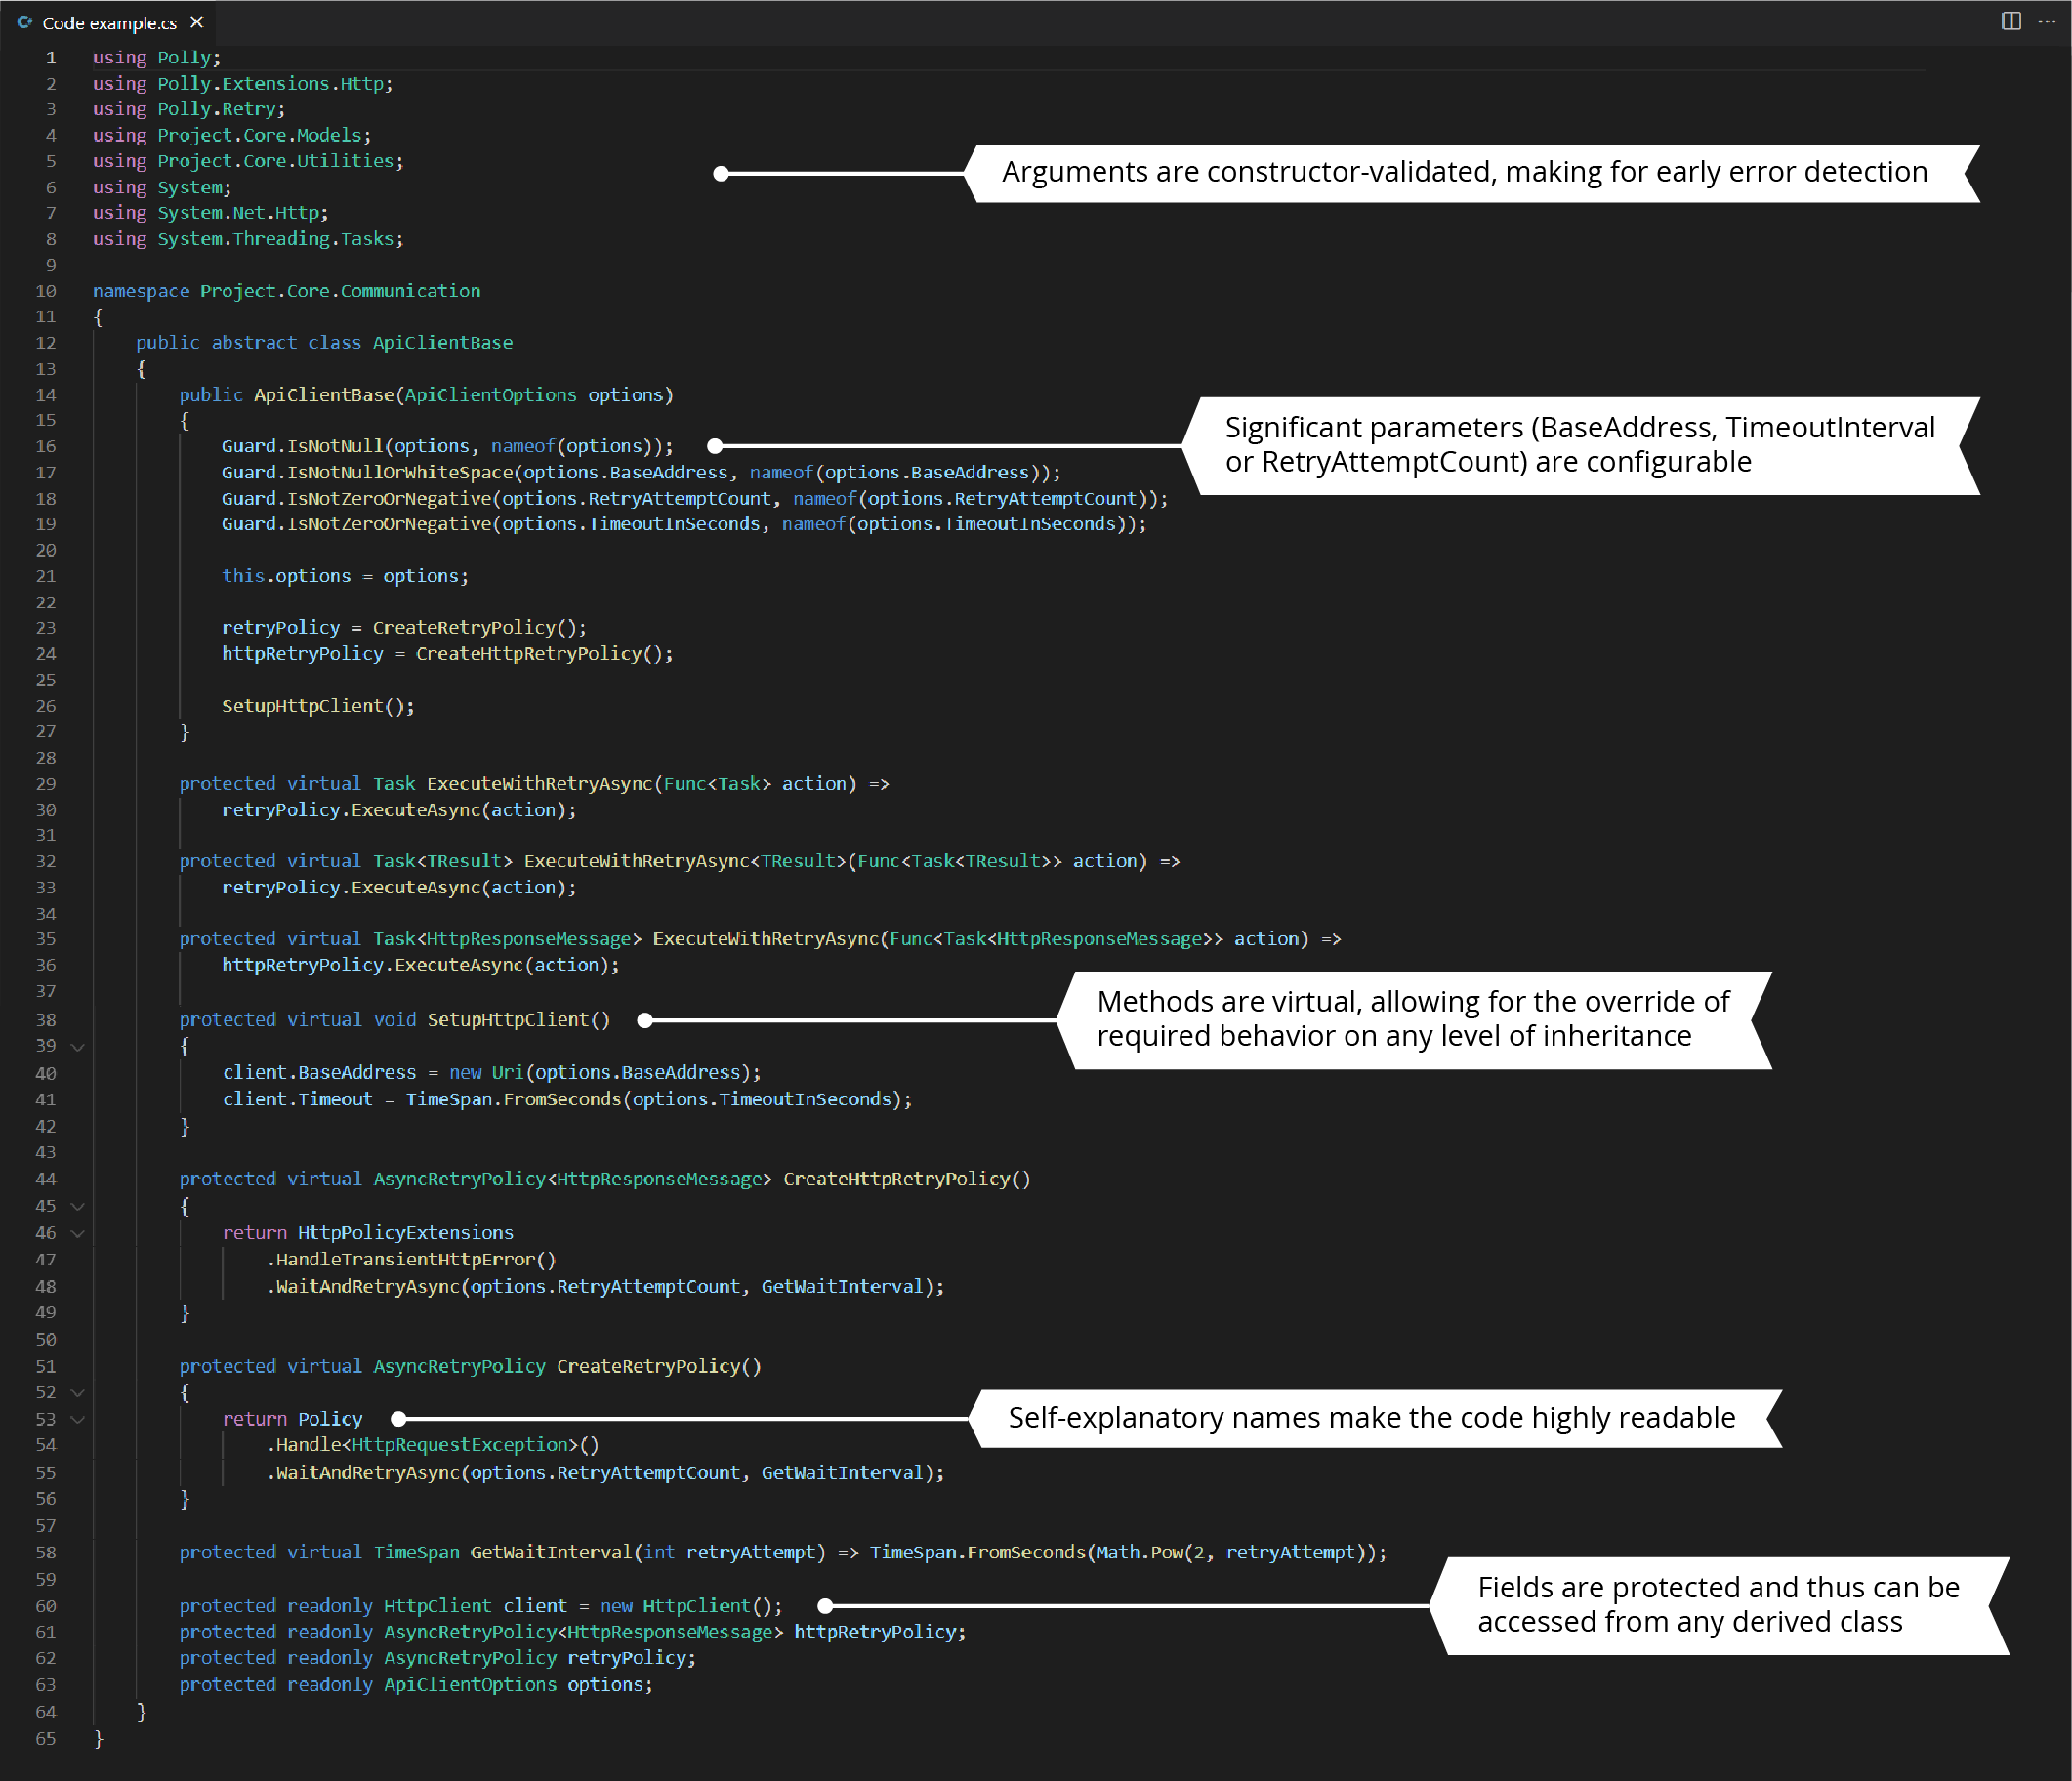 Code example.cs
1 using Polly;
2 using Polly.Extensions.Http;
3 using Polly.Retry;
4 using Project.Core.Models;
5 using Project.Core.Utilities;
Arguments are constructor-validated, making for early error detection
6 using System;
7 using System.Net.Http;
8 using System.Threading.Tasks;
9
10 namespace Project.Core.Communication
11 {
12 public abstract class ApiClientBase
13 {
14 public ApiClientBase(ApiClientOptions options)
15 {
16 Guard.IsNotNull(options, nameof(options));
Significant parameters (BaseAddress, TimeoutInterval
or RetryAttemptCount) are configurable
17 Guard.IsNotNullOrWhiteSpace(options.BaseAddress, nameof(options.BaseAddress));
18 Guard.IsNotZeroOrNegative(options.RetryAttemptCount, nameof(options.RetryAttemptCount));
19 Guard.IsNotZeroOrNegative(options.TimeoutInSeconds, nameof(options.TimeoutInSeconds));
20
21 this.options = options;
22
23 retryPolicy = CreateRetryPolicy();
24 httpRetryPolicy = CreateHttpRetryPolicy();
25
26 SetupHttpClient();
27 }
28
29 protected virtual Task ExecuteWithRetryAsync(Func<Task> action) =>
30 retryPolicy.ExecuteAsync(action);
31
32 protected virtual Task<TResult> ExecuteWithRetryAsync<TResult>(Func<Task<TResult>> action) =>
33 retryPolicy.ExecuteAsync(action);
34
35 protected virtual Task<HttpResponseMessage> ExecuteWithRetryAsync(Func<Task<HttpResponseMessage>> action) =>
36 httpRetryPolicy.ExecuteAsync(action);
37
38 protected virtual void SetupHttpClient()
Methods are virtual, allowing for the override of
required behavior on any level of inheritance
39 {
40 client.BaseAddress = new Uri(options.BaseAddress);
41 client.Timeout = TimeSpan.FromSeconds(options.TimeoutInSeconds);
42 }
43
44 protected virtual AsyncRetryPolicy<HttpResponseMessage> CreateHttpRetryPolicy()
45 {
46 return HttpPolicyExtensions
47 .HandleTransientHttpError()
48 .WaitAndRetryAsync(options.RetryAttemptCount, GetWaitInterval);
49 }
50
51 protected virtual AsyncRetryPolicy CreateRetryPolicy()
52 {
53 return Policy
Self-explanatory names make the code highly readable
54 .Handle<HttpRequestException>()
55 .WaitAndRetryAsync(options.RetryAttemptCount, GetWaitInterval);
56 }
57
58 protected virtual TimeSpan GetWaitInterval(int retryAttempt) => TimeSpan.FromSeconds(Math.Pow(2, retryAttempt));
59
60 protected readonly HttpClient client = new HttpClient();
Fields are protected and thus can be
accessed from any derived class
61 protected readonly AsyncRetryPolicy<HttpResponseMessage> httpRetryPolicy;
62 protected readonly AsyncRetryPolicy retryPolicy;
63 protected readonly ApiClientOptions options;
64 }
65 }